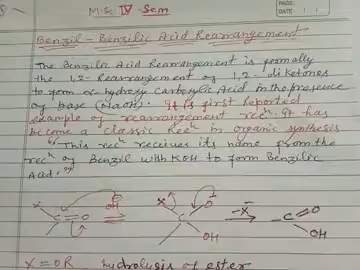 M.Sc IV - Sem
PAGE:
DATE: / /
Benzil - Benzilic Acid Rearrangement
The Benzilic Acid Rearrangement is formally
the 1,2-Rearrangement of 1,2-diketones
to form α-hydroxy Carboxylic Acid in the presence
of base (NaOH). It is first reported
example of rearrangement recⁿ. It has
become a classic Recⁿ in organic synthesis
This recⁿ receives its name from the
recⁿ of Benzil with KOH to form Benzilic
Acid.
X C=O OH ⇌ X C O⁻ OH -X⁻ → C O OH
X = OR hydrolysis of ester